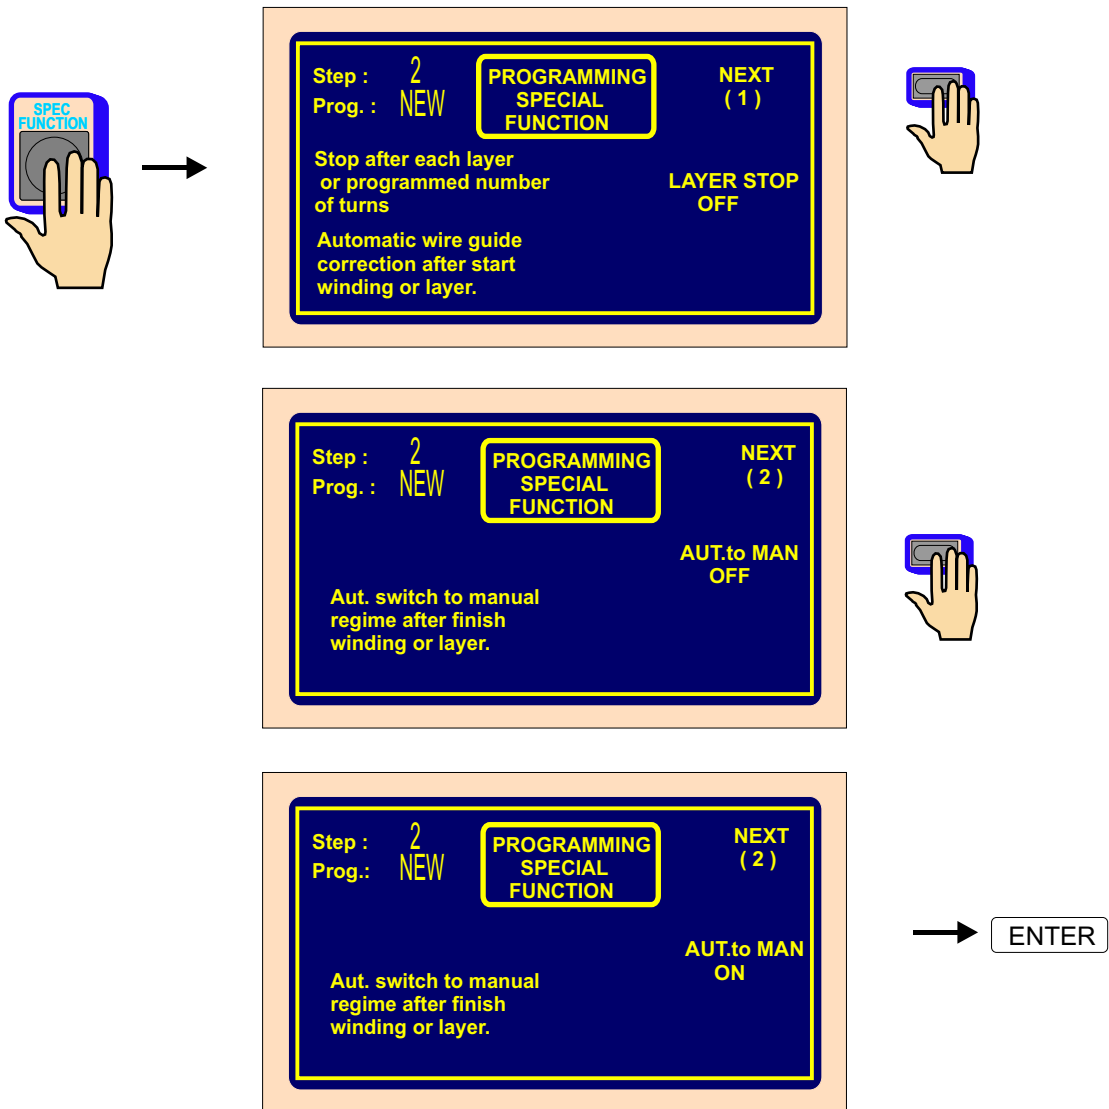 SPEC
FUNCTION
Step : 2
Prog. : NEW
PROGRAMMING
SPECIAL
FUNCTION
NEXT
( 1 )
Stop after each layer
or programmed number
of turns
LAYER STOP
OFF
Automatic wire guide
correction after start
winding or layer.
Step : 2
Prog. : NEW
PROGRAMMING
SPECIAL
FUNCTION
NEXT
( 2 )
AUT.to MAN
OFF
Aut. switch to manual
regime after finish
winding or layer.
Step : 2
Prog.: NEW
PROGRAMMING
SPECIAL
FUNCTION
NEXT
( 2 )
AUT.to MAN
ON
Aut. switch to manual
regime after finish
winding or layer.
ENTER